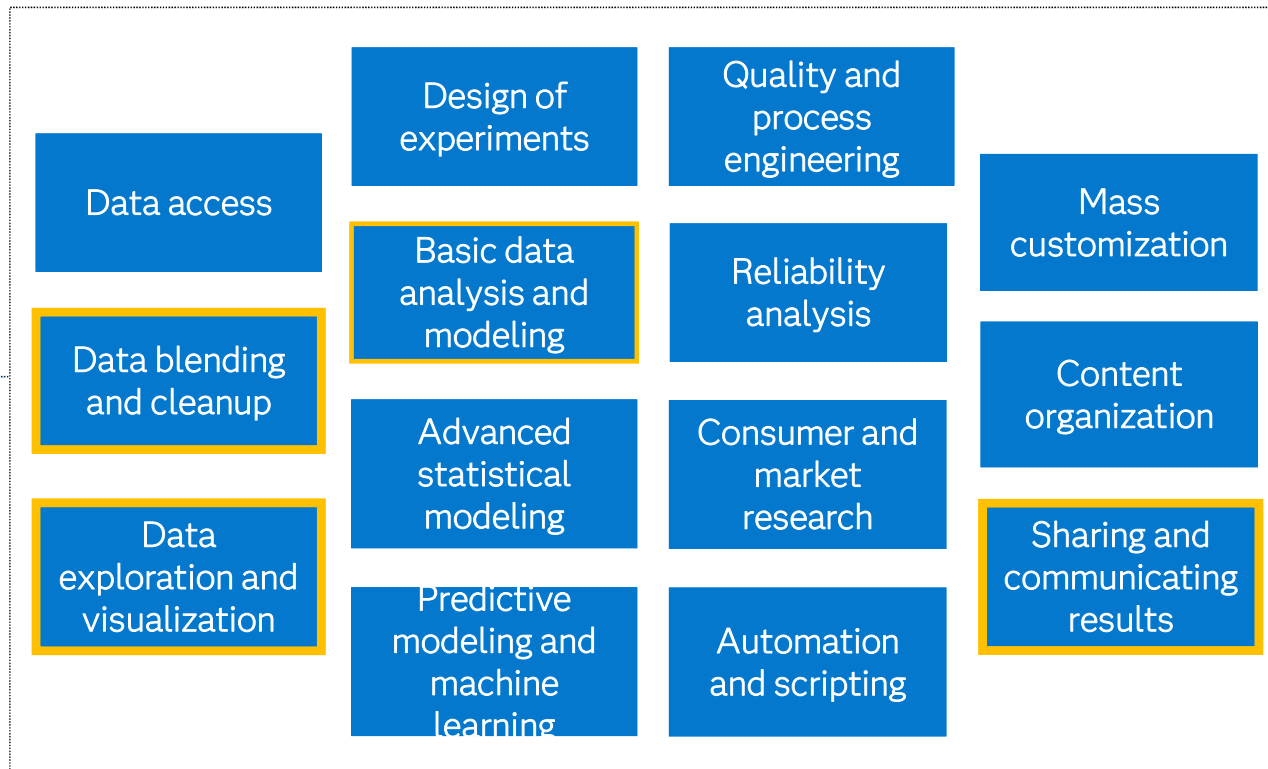 Data access
Data blending
and cleanup
Data
exploration and
visualization
Design of
experiments
Basic data
analysis and
modeling
Advanced
statistical
modeling
Predictive
modeling and
machine
learning
Quality and
process
engineering
Reliability
analysis
Consumer and
market
research
Automation
and scripting
Mass
customization
Content
organization
Sharing and
communicating
results